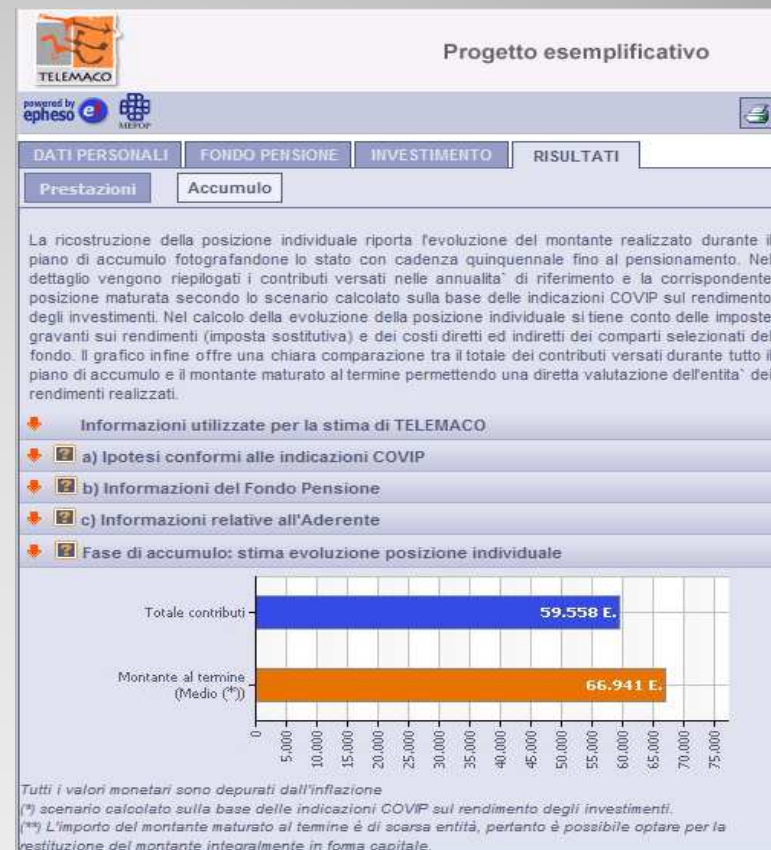 TELEMACO
Progetto esemplificativo
powered by
epheso e
MEFOP
DATI PERSONALI FONDO PENSIONE INVESTIMENTO RISULTATI
Prestazioni Accumulo
La ricostruzione della posizione individuale riporta l'evoluzione del montante realizzato durante il
piano di accumulo fotografandone lo stato con cadenza quinquennale fino al pensionamento. Nel
dettaglio vengono riepilogati i contributi versati nelle annualita` di riferimento e la corrispondente
posizione maturata secondo lo scenario calcolato sulla base delle indicazioni COVIP sul rendimento
degli investimenti. Nel calcolo della evoluzione della posizione individuale si tiene conto delle imposte
gravanti sui rendimenti (imposta sostitutiva) e dei costi diretti ed indiretti dei comparti selezionati del
fondo. Il grafico infine offre una chiara comparazione tra il totale dei contributi versati durante tutto il
piano di accumulo e il montante maturato al termine permettendo una diretta valutazione dell'entita` dei
rendimenti realizzati.
Informazioni utilizzate per la stima di TELEMACO
? a) Ipotesi conformi alle indicazioni COVIP
? b) Informazioni del Fondo Pensione
? c) Informazioni relative all'Aderente
? Fase di accumulo: stima evoluzione posizione individuale
Totale contributi 59.558 E.
Montante al termine
(Medio (*)) 66.941 E.
0 5.000 10.000 15.000 20.000 25.000 30.000 35.000 40.000 45.000 50.000 55.000 60.000 65.000 70.000 75.000
Tutti i valori monetari sono depurati dall'inflazione
(*) scenario calcolato sulla base delle indicazioni COVIP sul rendimento degli investimenti.
(**) L'importo del montante maturato al termine é di scarsa entità, pertanto è possibile optare per la
restituzione del montante integralmente in forma capitale.